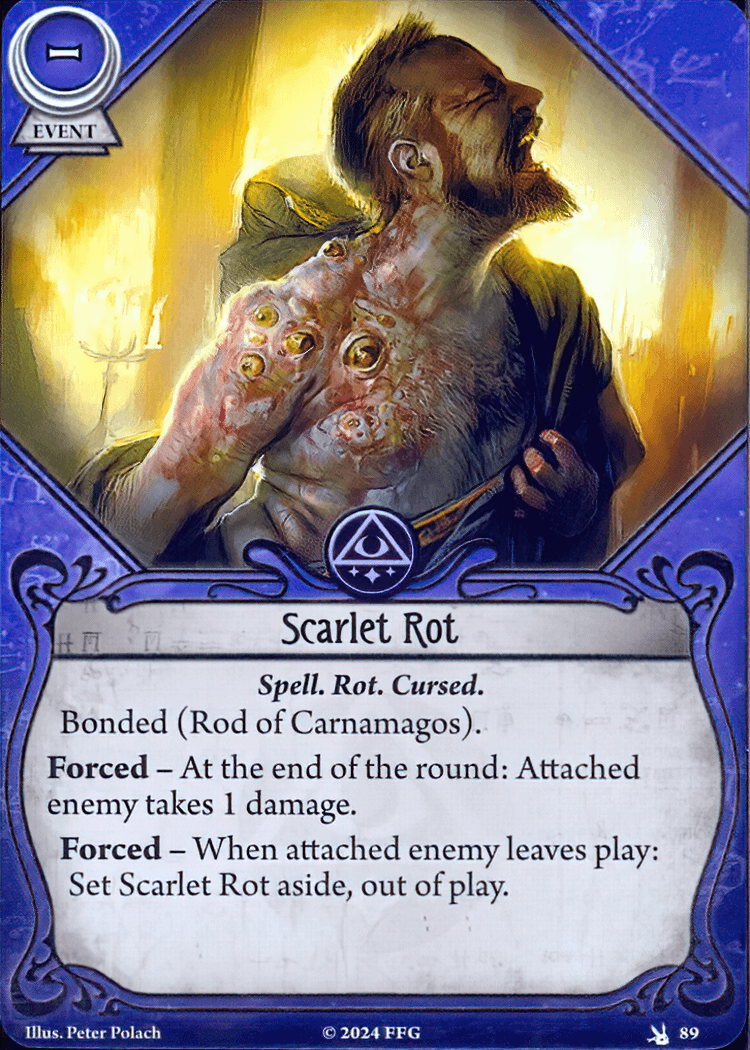 –
EVENT
Scarlet Rot
Spell. Rot. Cursed.
Bonded (Rod of Carnamagos).
Forced – At the end of the round: Attached
enemy takes 1 damage.
Forced – When attached enemy leaves play:
Set Scarlet Rot aside, out of play.
Illus. Peter Polach
© 2024 FFG
89